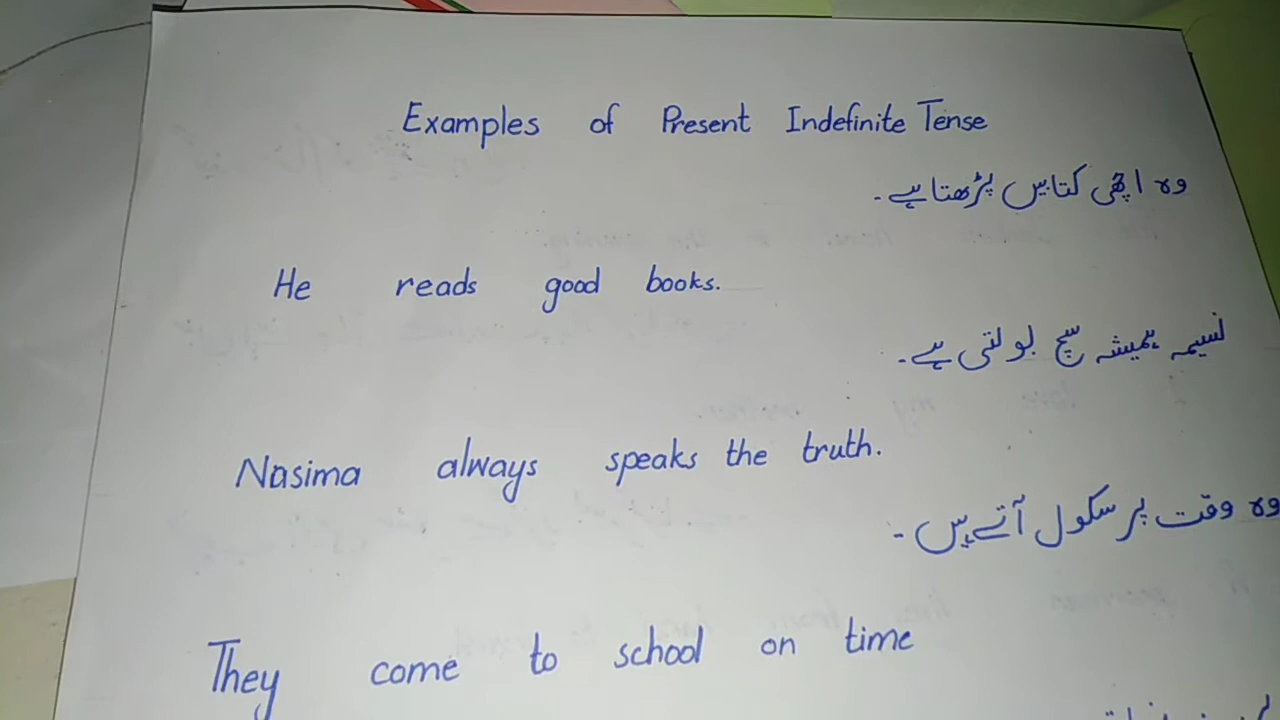 Examples of Present Indefinite Tense
وہ اچھی کتابیں پڑھتا ہے۔
He reads good books.
نسیمہ ہمیشہ سچ بولتی ہے۔
Nasima always speaks the truth.
وہ وقت پر سکول آتے ہیں۔
They come to school on time